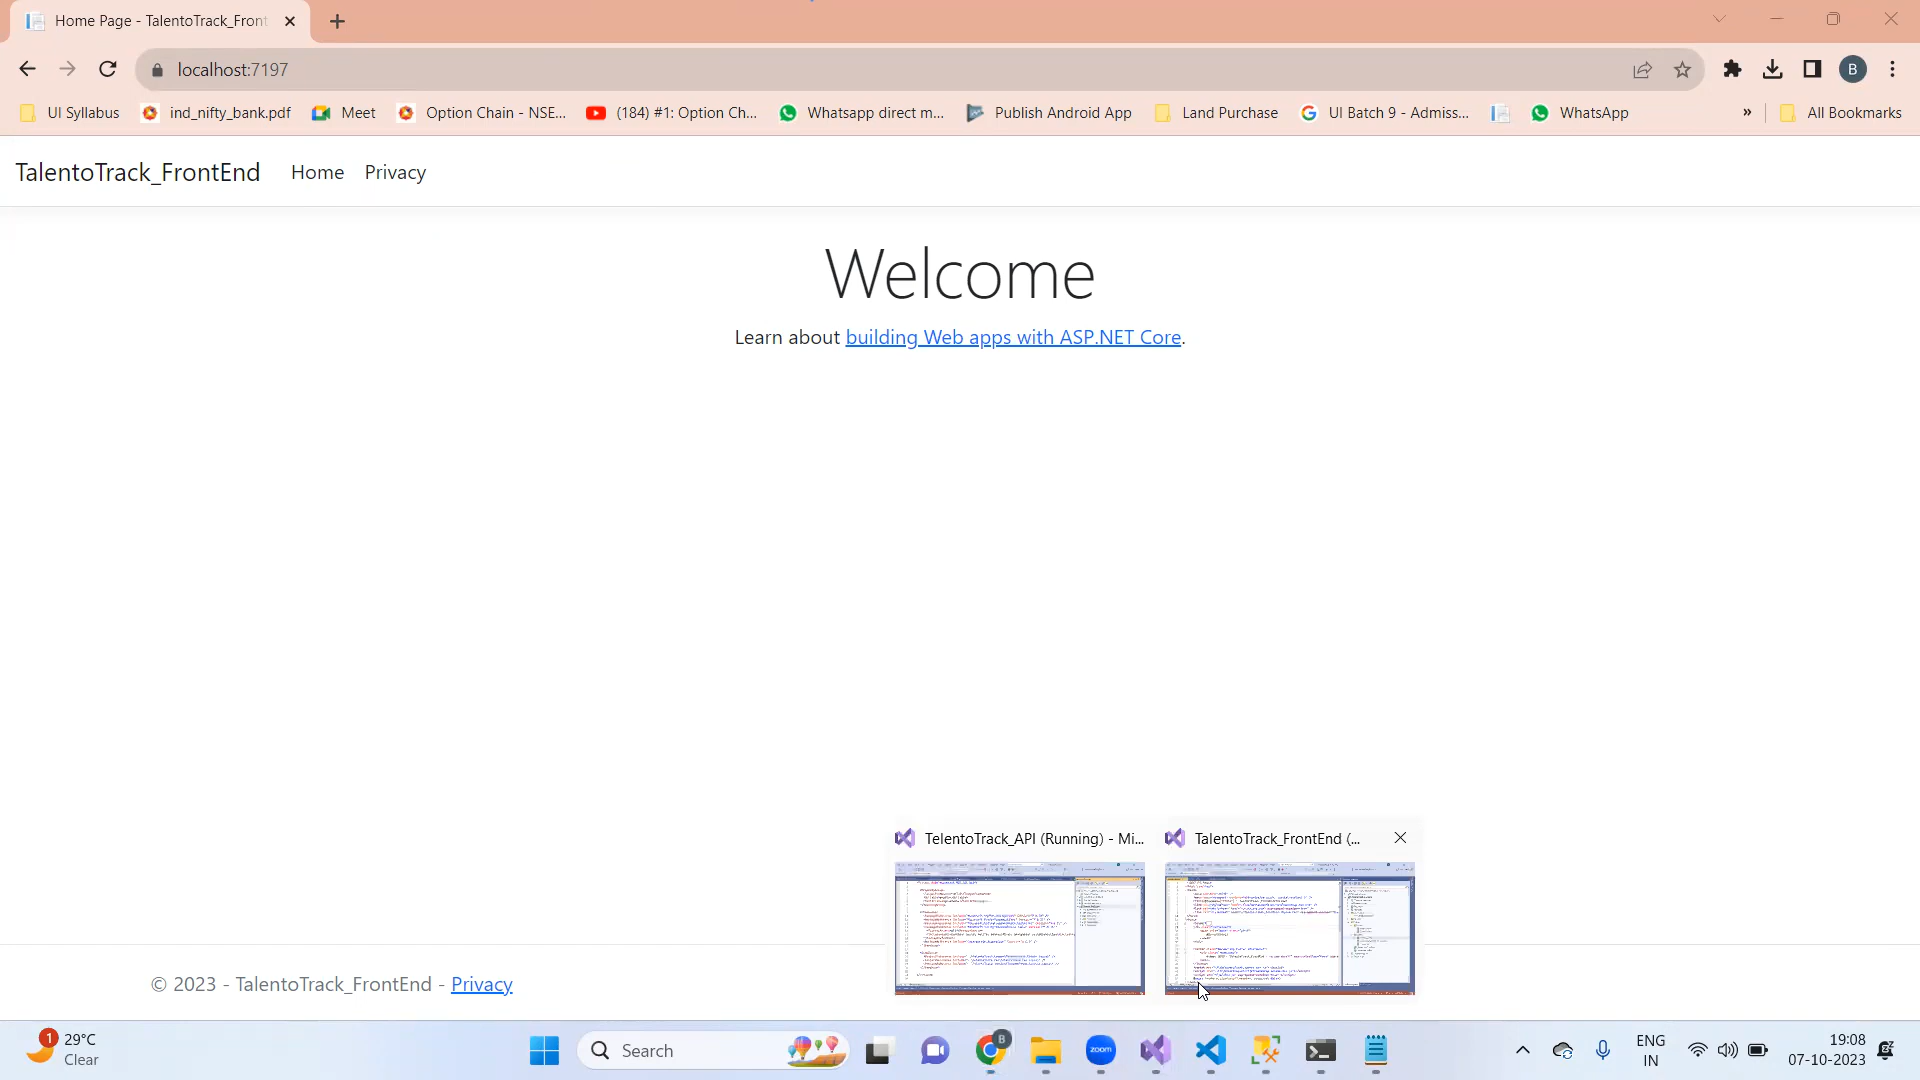 Home Page - TalentoTrack_Front
localhost:7197
B
UI Syllabus
ind_nifty_bank.pdf
Meet
Option Chain - NSE...
(184) #1: Option Ch...
Whatsapp direct m...
Publish Android App
Land Purchase
UI Batch 9 - Admiss...
WhatsApp
»
All Bookmarks
TalentoTrack_FrontEnd
Home
Privacy
Welcome
Learn about building Web apps with ASP.NET Core.
TelentoTrack_API (Running) - Mi...
TalentoTrack_FrontEnd (...
© 2023 - TalentoTrack_FrontEnd - Privacy
1
29°C
Clear
Search
B
zoom
ENG
IN
19:08
07-10-2023